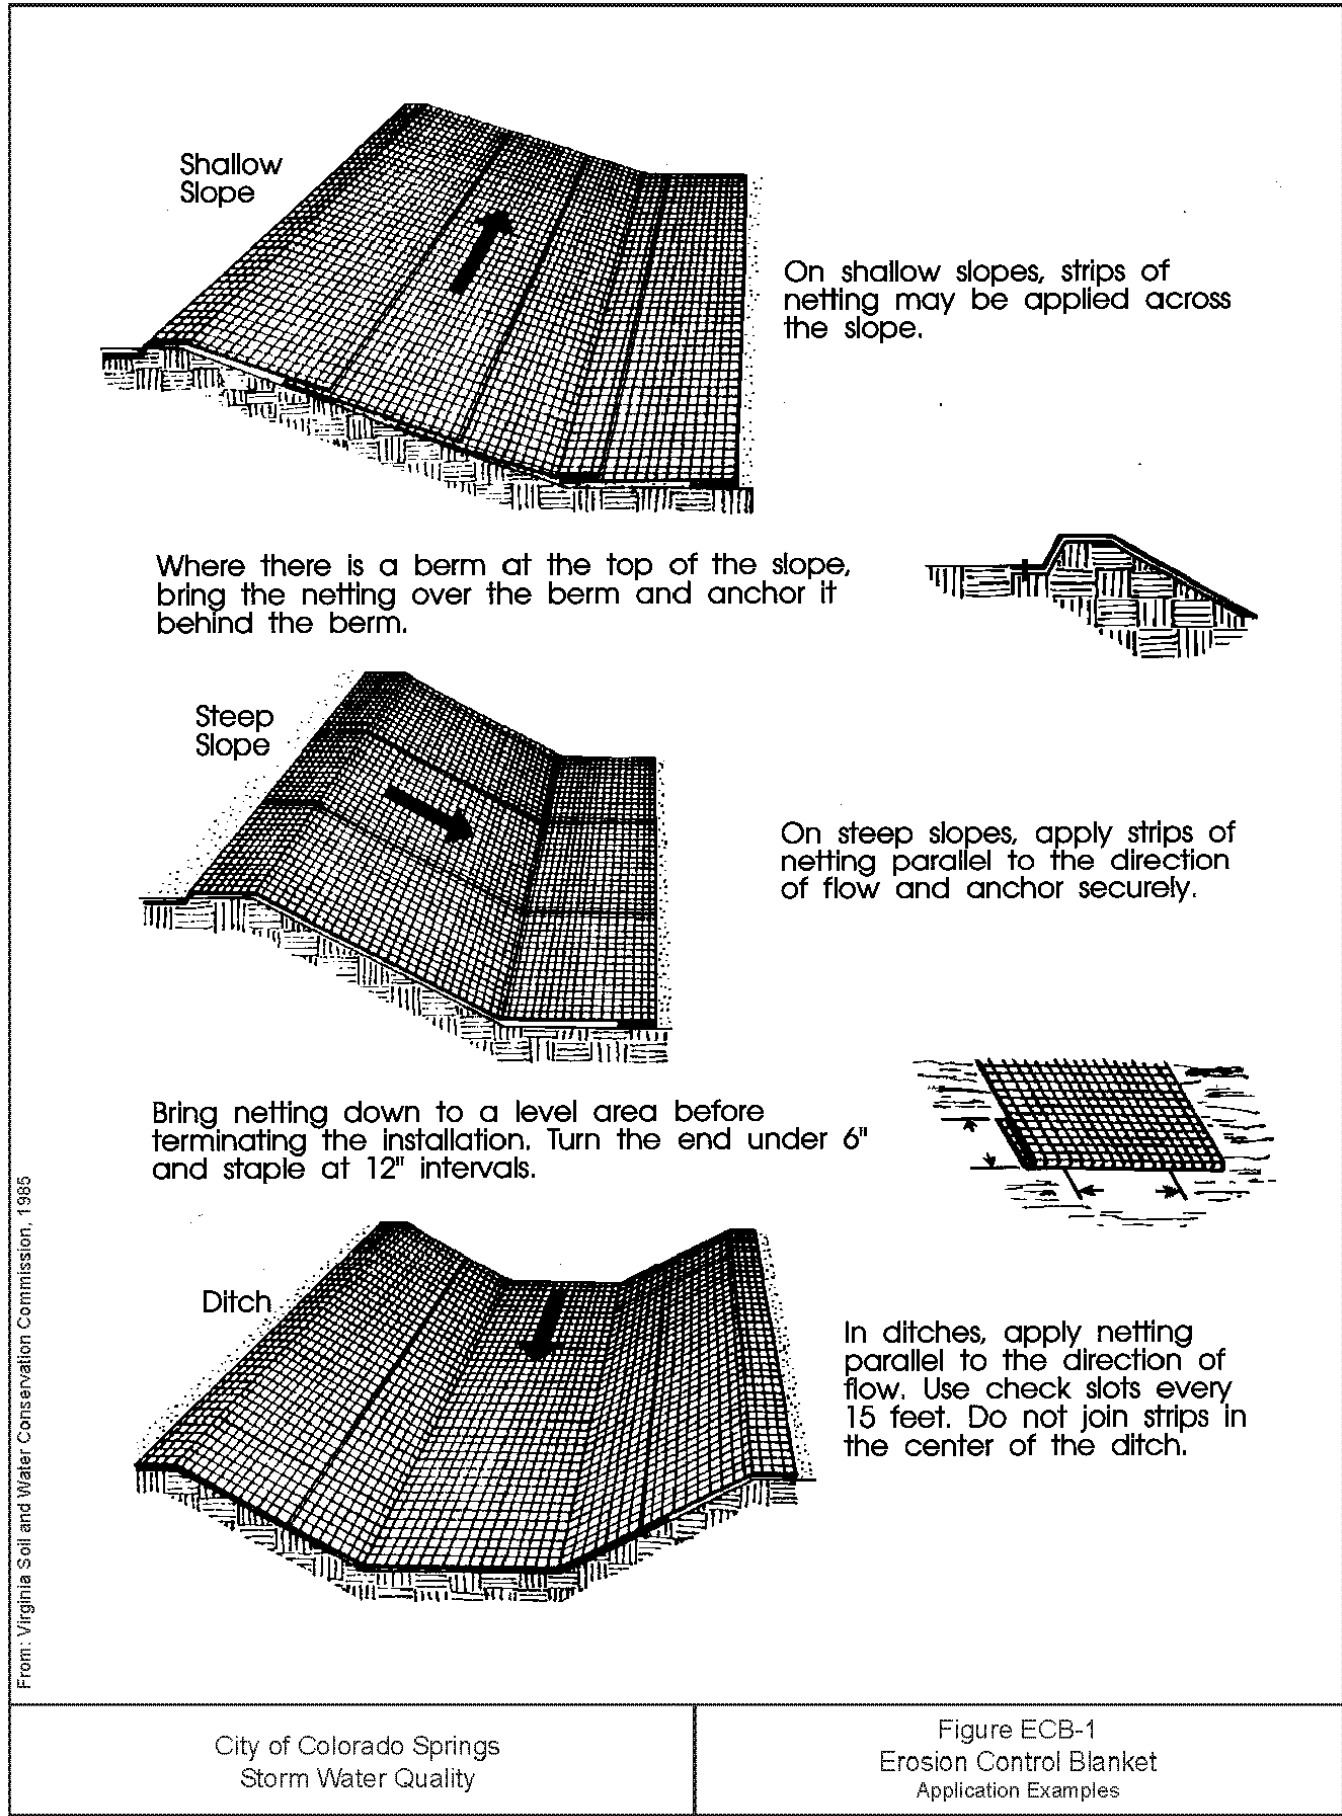 Shallow
Slope
On shallow slopes, strips of
netting may be applied across
the slope.
Where there is a berm at the top of the slope,
bring the netting over the berm and anchor it
behind the berm.
Steep
Slope
On steep slopes, apply strips of
netting parallel to the direction
of flow and anchor securely.
Bring netting down to a level area before
terminating the installation. Turn the end under 6"
and staple at 12" intervals.
Ditch
In ditches, apply netting
parallel to the direction of
flow. Use check slots every
15 feet. Do not join strips in
the center of the ditch.
From: Virginia Soil and Water Conservation Commission, 1985
City of Colorado Springs
Storm Water Quality
Figure ECB-1
Erosion Control Blanket
Application Examples